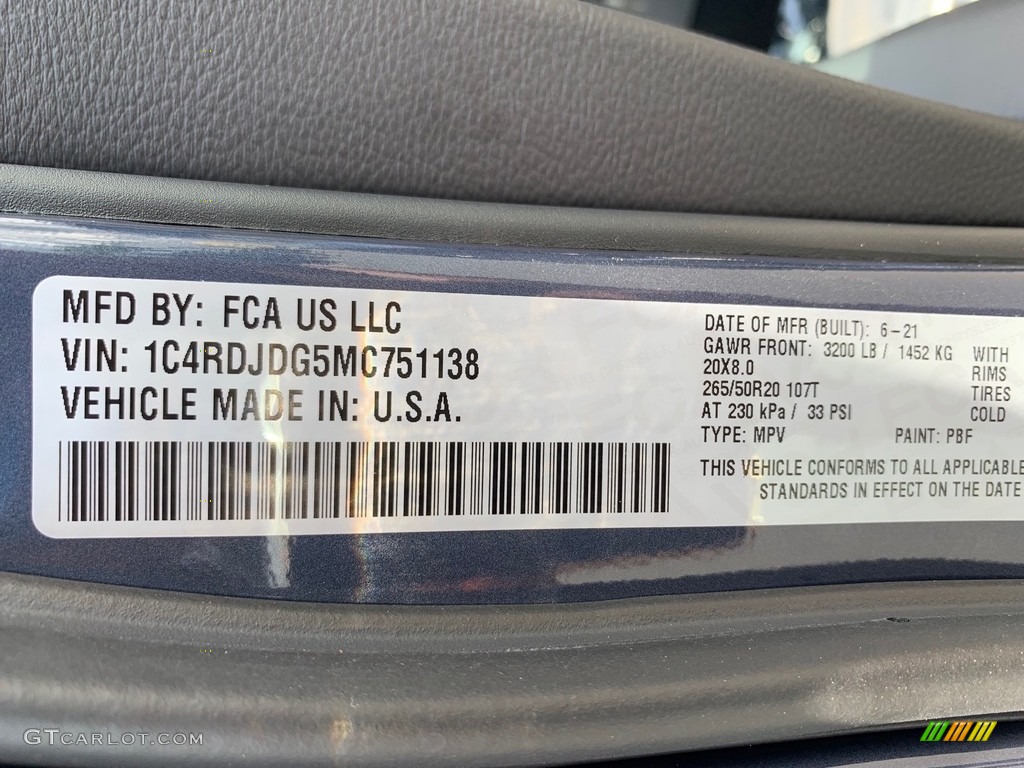 MFD BY: FCA US LLC
VIN: 1C4RDJDG5MC751138
VEHICLE MADE IN: U.S.A.
DATE OF MFR (BUILT): 6-21
GAWR FRONT: 3200 LB / 1452 KG WITH
20X8.0 RIMS
265/50R20 107T TIRES
AT 230 kPa / 33 PSI COLD
TYPE: MPV PAINT: PBF
THIS VEHICLE CONFORMS TO ALL APPLICABLE
STANDARDS IN EFFECT ON THE DATE
GTCARLOT.COM